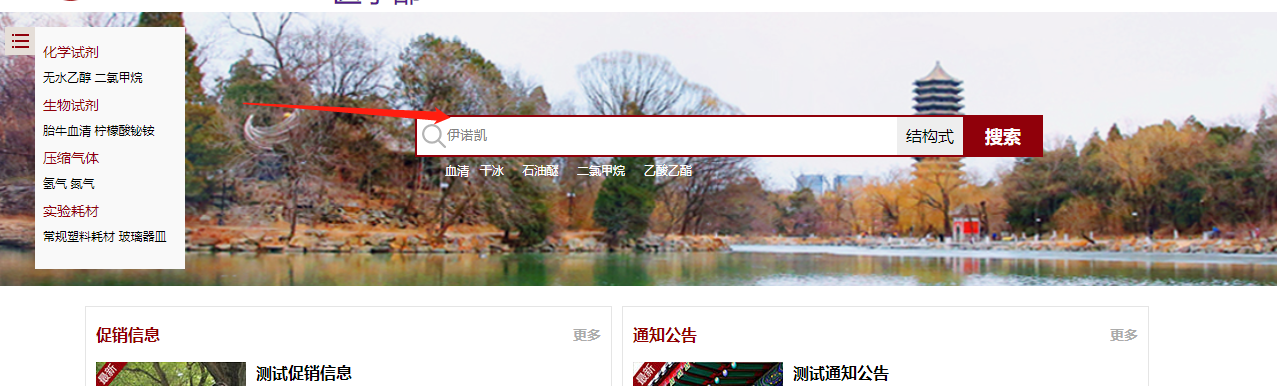 化学试剂
无水乙醇 二氯甲烷
生物试剂
胎牛血清 柠檬酸铋铵
压缩气体
氢气 氮气
实验耗材
常规塑料耗材 玻璃器皿
伊诺凯
结构式
搜索
血清 干冰 石油醚 二氯甲烷 乙酸乙酯
促销信息 更多
最新
测试促销信息
通知公告 更多
最新
测试通知公告